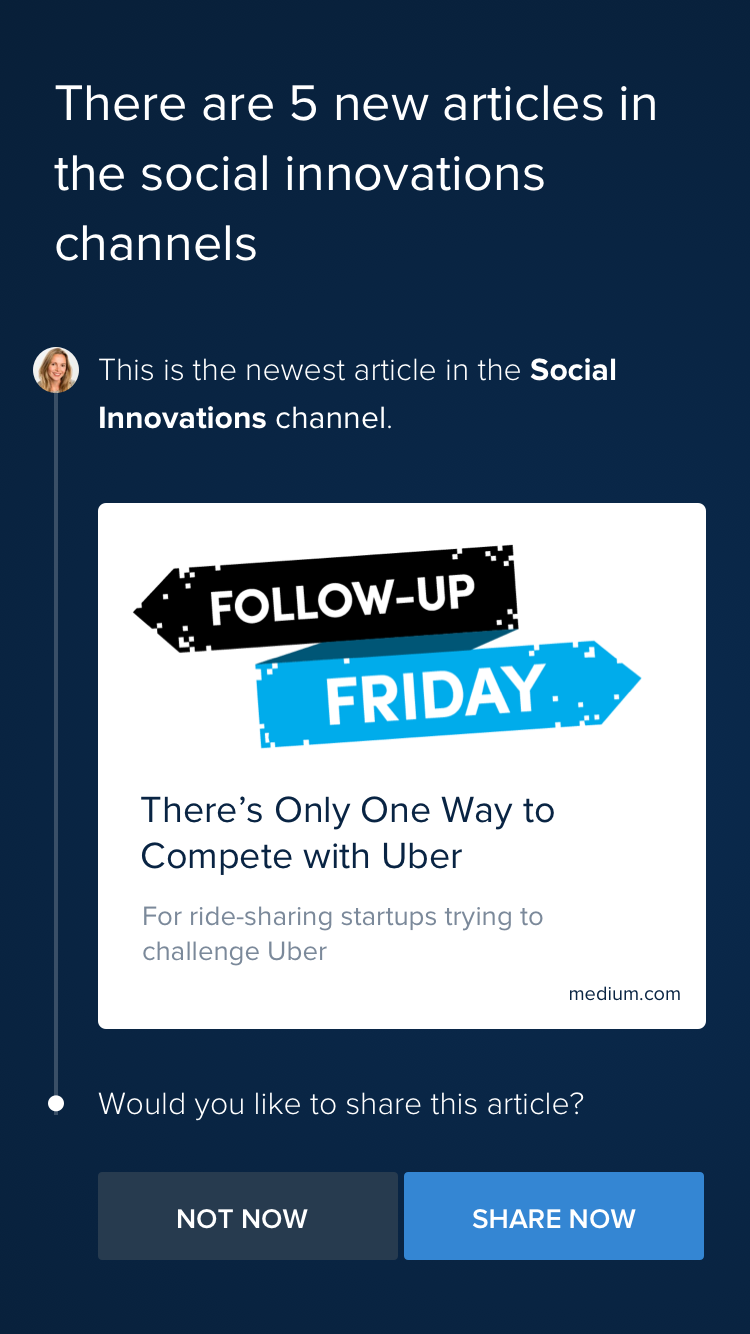 There are 5 new articles in
the social innovations
channels
This is the newest article in the Social
Innovations channel.
FOLLOW-UP
FRIDAY
There’s Only One Way to
Compete with Uber
For ride-sharing startups trying to
challenge Uber
medium.com
Would you like to share this article?
NOT NOW
SHARE NOW